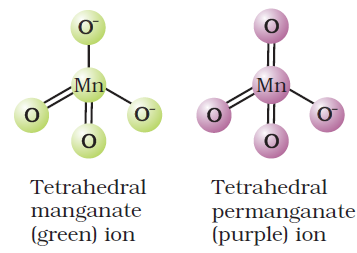 O⁻ O
Mn Mn
O O⁻ O O⁻
O O
Tetrahedral
manganate
(green) ion
Tetrahedral
permanganate
(purple) ion